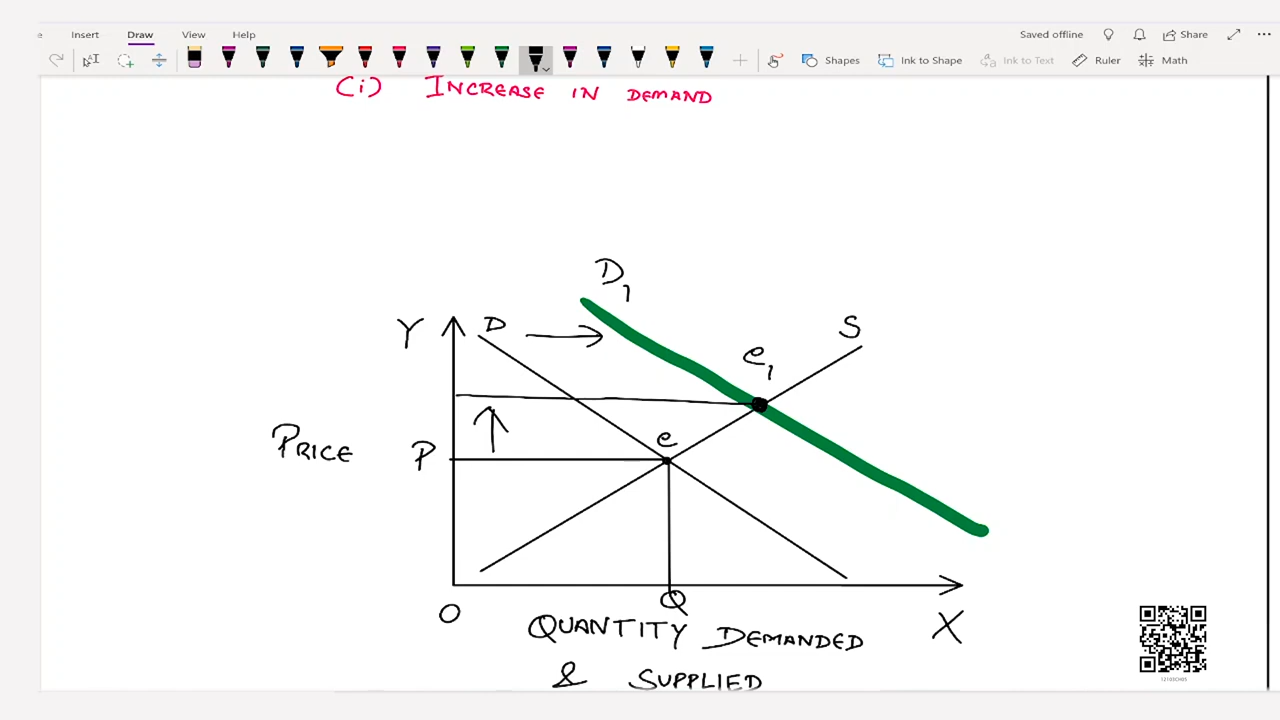 Insert Draw View Help Saved offline Share
Shapes Ink to Shape Ink to Text Ruler Math
(i) INCREASE IN DEMAND
D1
Y D S
e1
e
PRICE P
O Q X
QUANTITY DEMANDED
& SUPPLIED
12103CH05